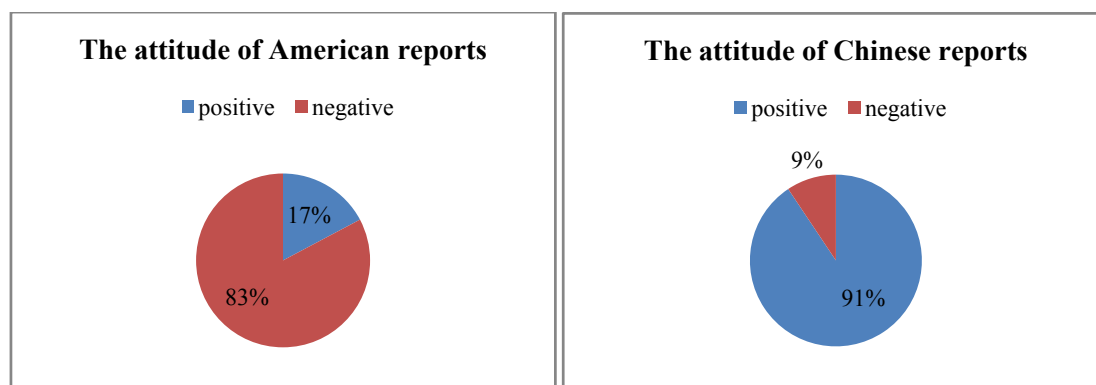 The attitude of American reports
positive negative
17%
83%
The attitude of Chinese reports
positive negative
9%
91%